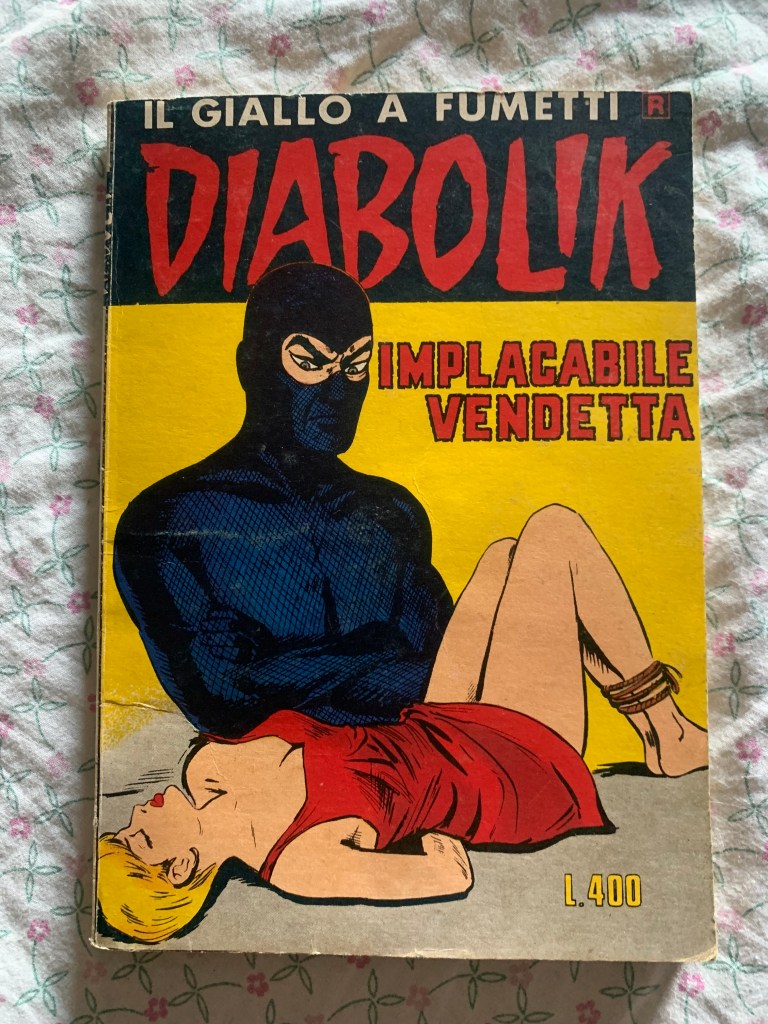 IL GIALLO A FUMETTI R
DIABOLIK
IMPLACABILE
VENDETTA
L.400